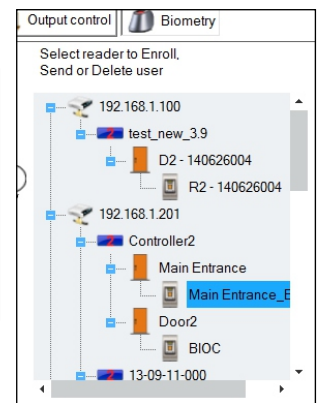 Output control
Biometry
Select reader to Enroll,
Send or Delete user
192.168.1.100
test_new_3.9
D2 - 140626004
R2 - 140626004
192.168.1.201
Controller2
Main Entrance
Main Entrance_E
Door2
BIOC
13-09-11-000